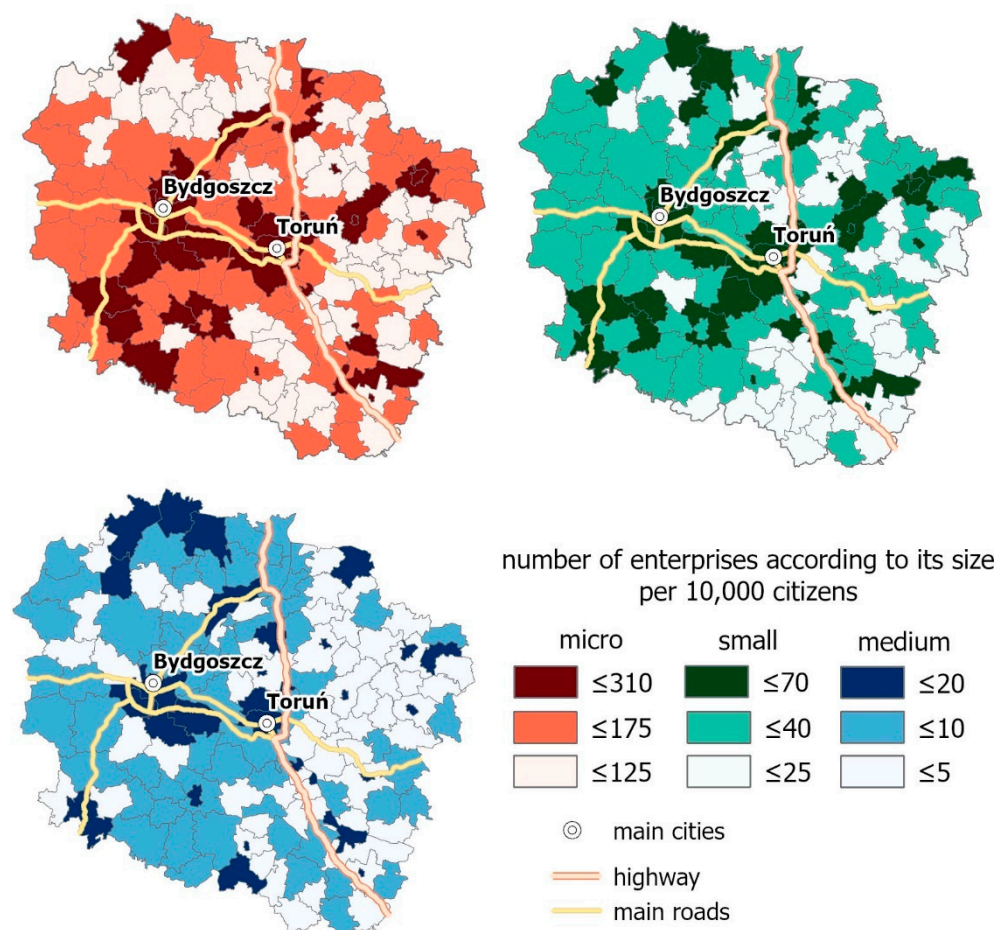 Bydgoszcz
Toruń
Bydgoszcz
Toruń
Bydgoszcz
Toruń
number of enterprises according to its size
per 10,000 citizens
micro small medium
≤310 ≤70 ≤20
≤175 ≤40 ≤10
≤125 ≤25 ≤5
main cities
highway
main roads